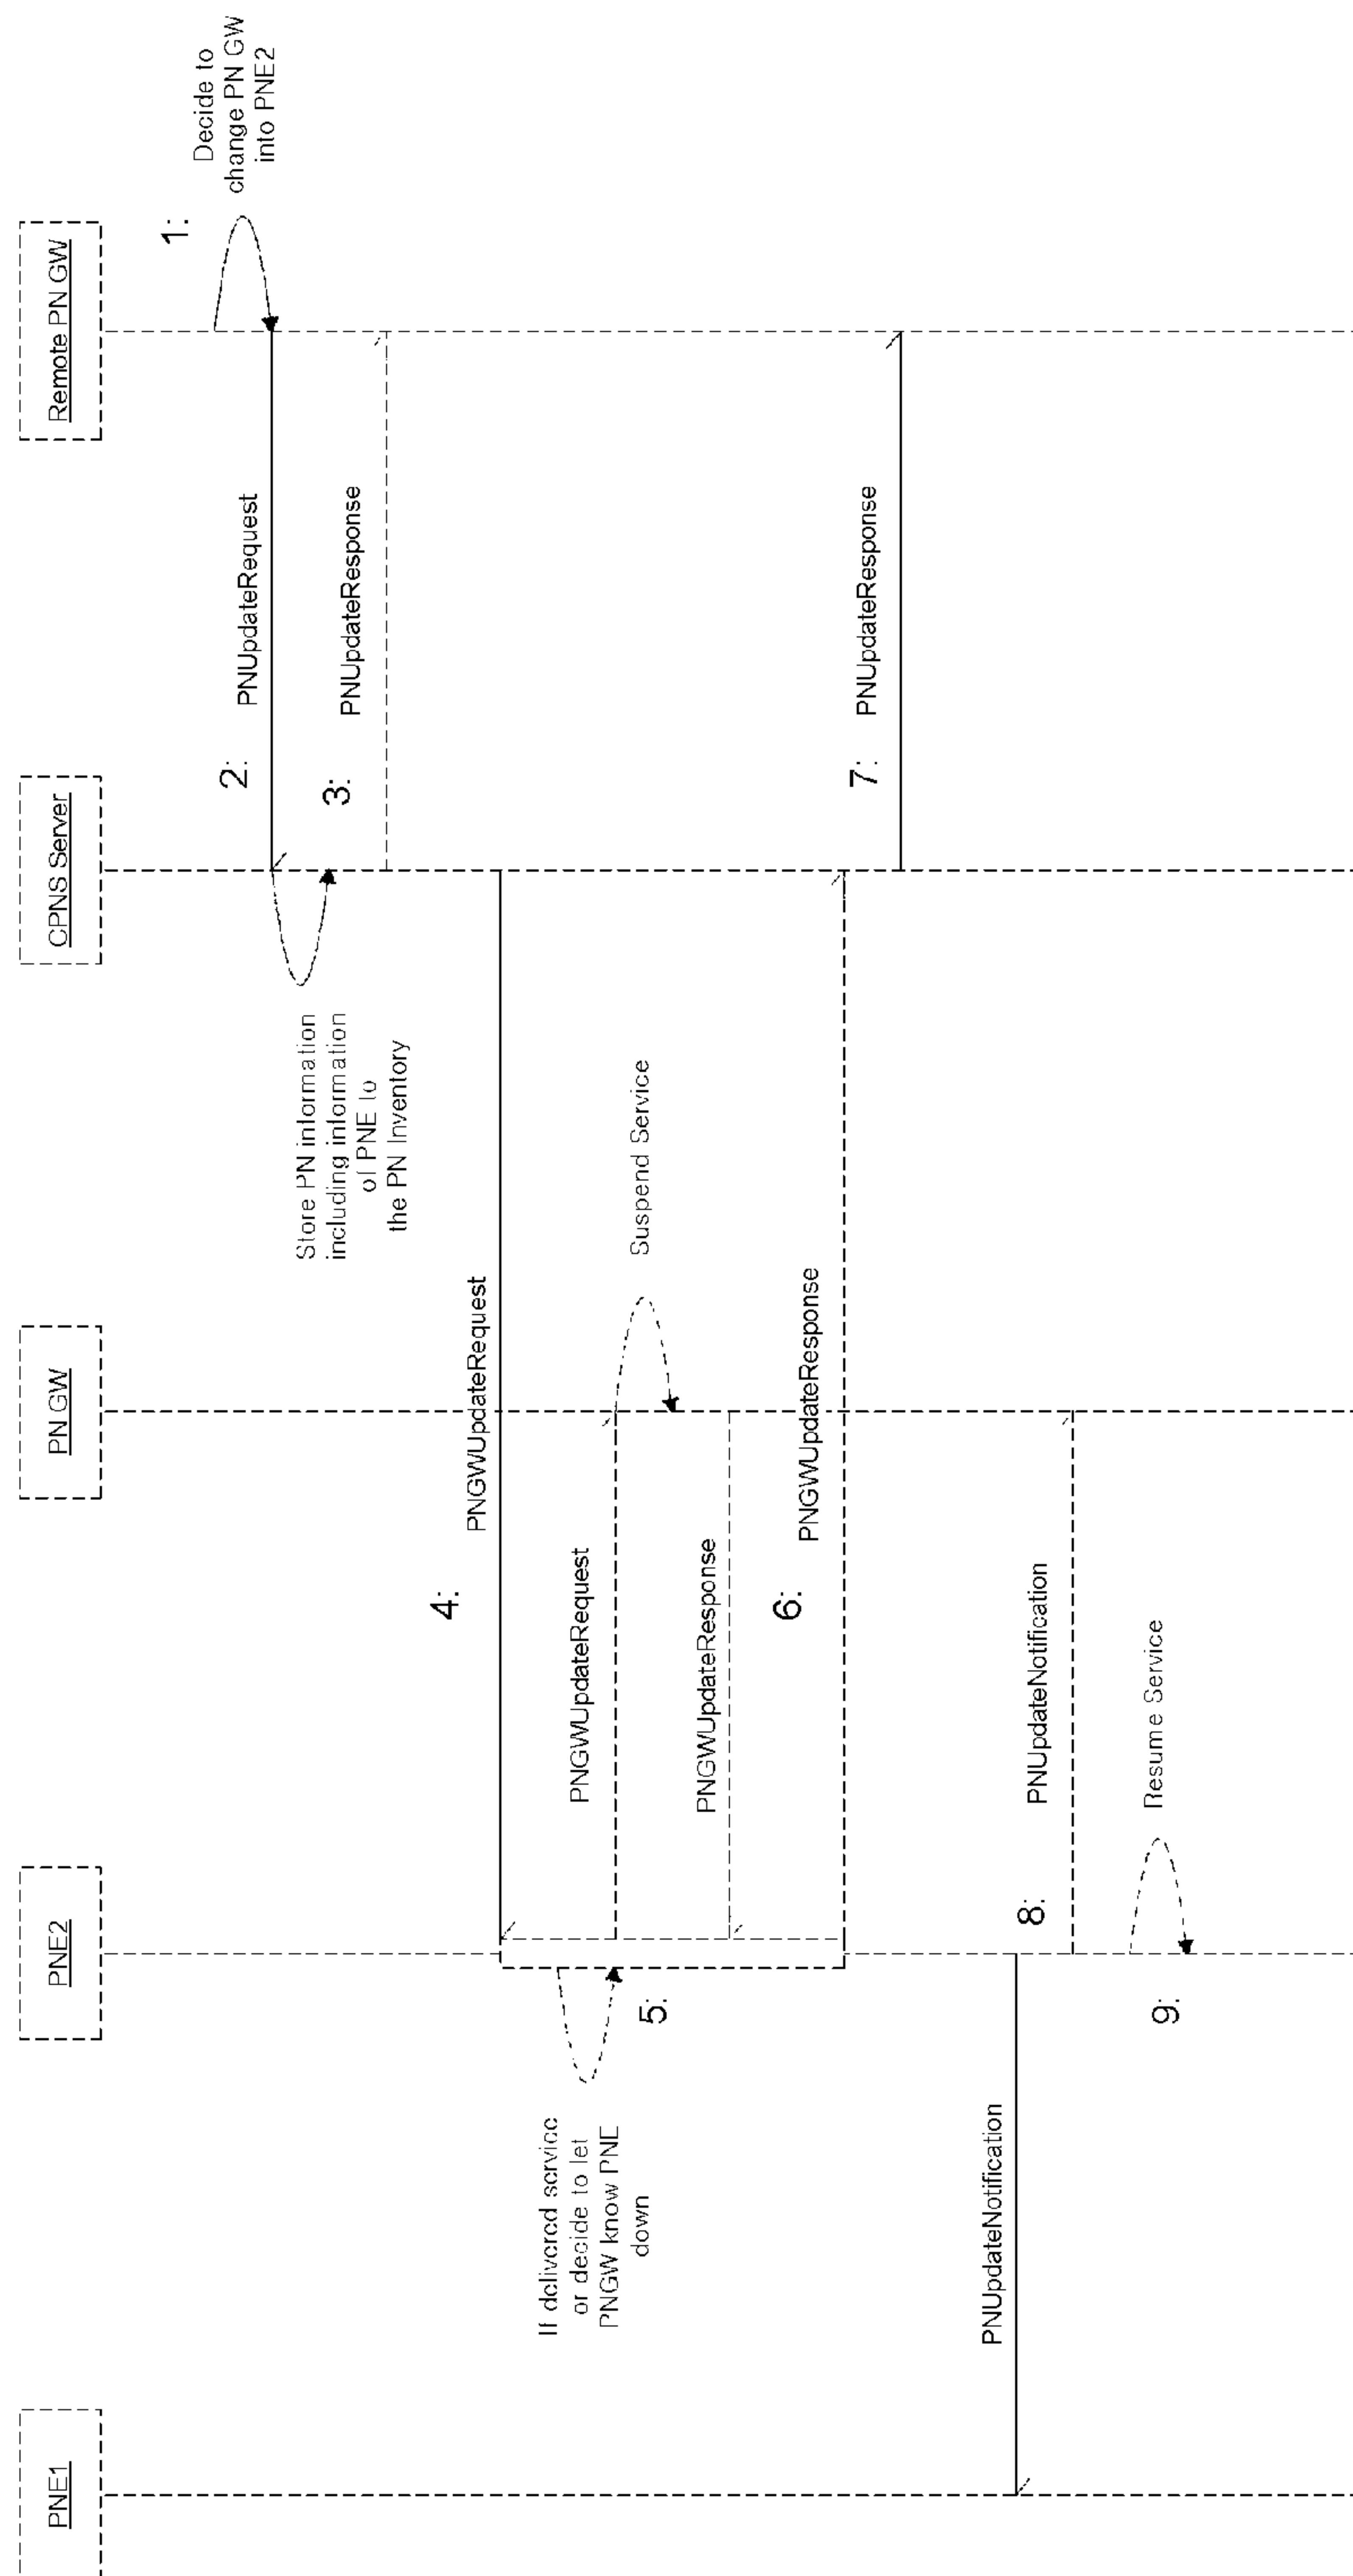 PNE1
PNE2
PN GW
CPNS Server
Remote PN GW
1:
Decide to
change PN GW
into PNE2
2:
PNUpdateRequest
Store PN information
including information
of PNE to
the PN Inventory
3:
PNUpdateResponse
4:
PNGWUpdateRequest
If delivered service
or decide to let
PNGW know PNE
down
5:
PNGWUpdateRequest
Suspend Service
PNGWUpdateResponse
6:
PNGWUpdateResponse
7:
PNUpdateResponse
PNUpdateNotification
8:
PNUpdateNotification
9:
Resume Service